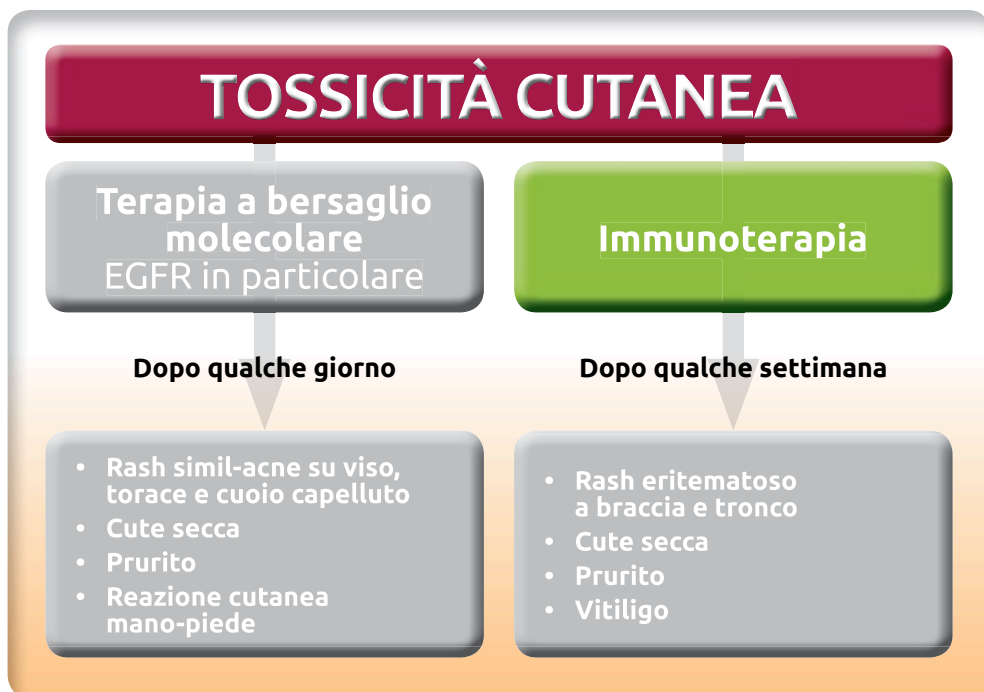 TOSSICITÀ CUTANEA
Terapia a bersaglio
molecolare
EGFR in particolare
Dopo qualche giorno
• Rash simil-acne su viso,
torace e cuoio capelluto
• Cute secca
• Prurito
• Reazione cutanea
mano-piede
Immunoterapia
Dopo qualche settimana
• Rash eritematoso
a braccia e tronco
• Cute secca
• Prurito
• Vitiligo